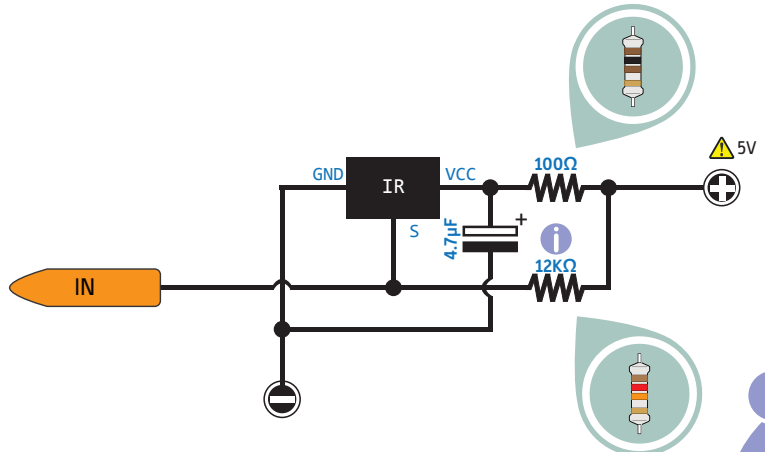 5V
100Ω
GND
IR
VCC
S
4.7µF
+
i
12KΩ
IN